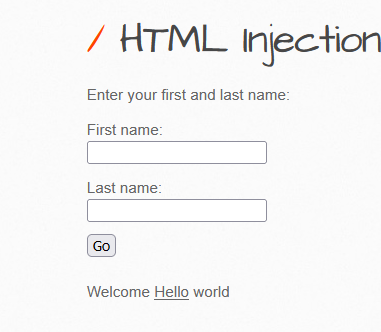 / HTML Injection
Enter your first and last name:
First name:
Last name:
Go
Welcome Hello world